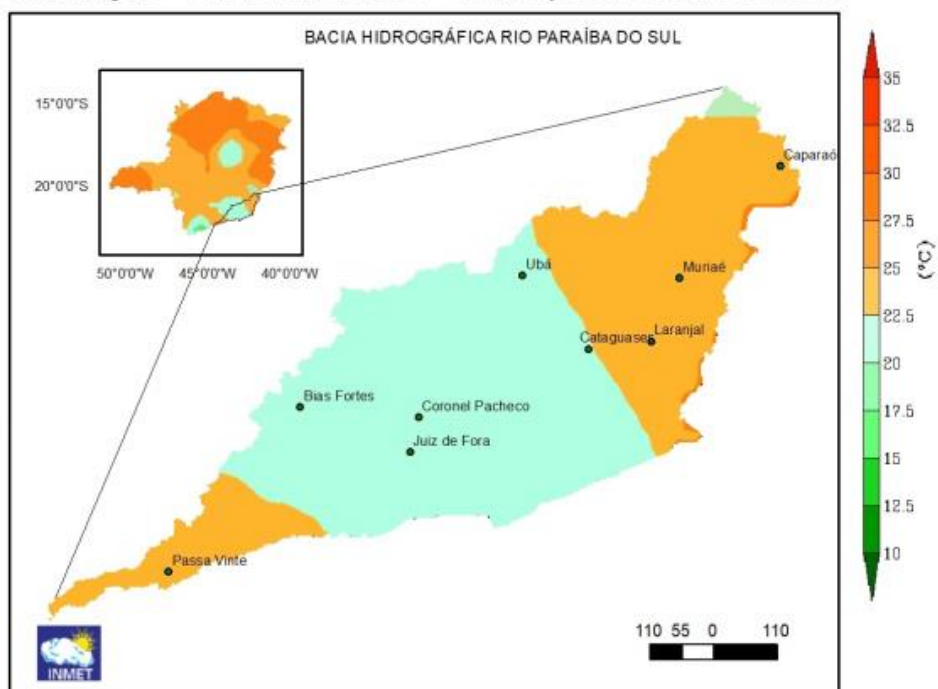 BACIA HIDROGRÁFICA RIO PARAÍBA DO SUL
15°0'0"S
20°0'0"S
50°0'0"W 45°0'0"W 40°0'0"W
Caparaó
Ubá
Muriaé
Cataguases
Laranjal
Bias Fortes
Coronel Pacheco
Juiz de Fora
Passa Vinte
110 55 0 110
INMET
35
32.5
30
27.5
25
22.5
20
17.5
15
12.5
10
(°C)